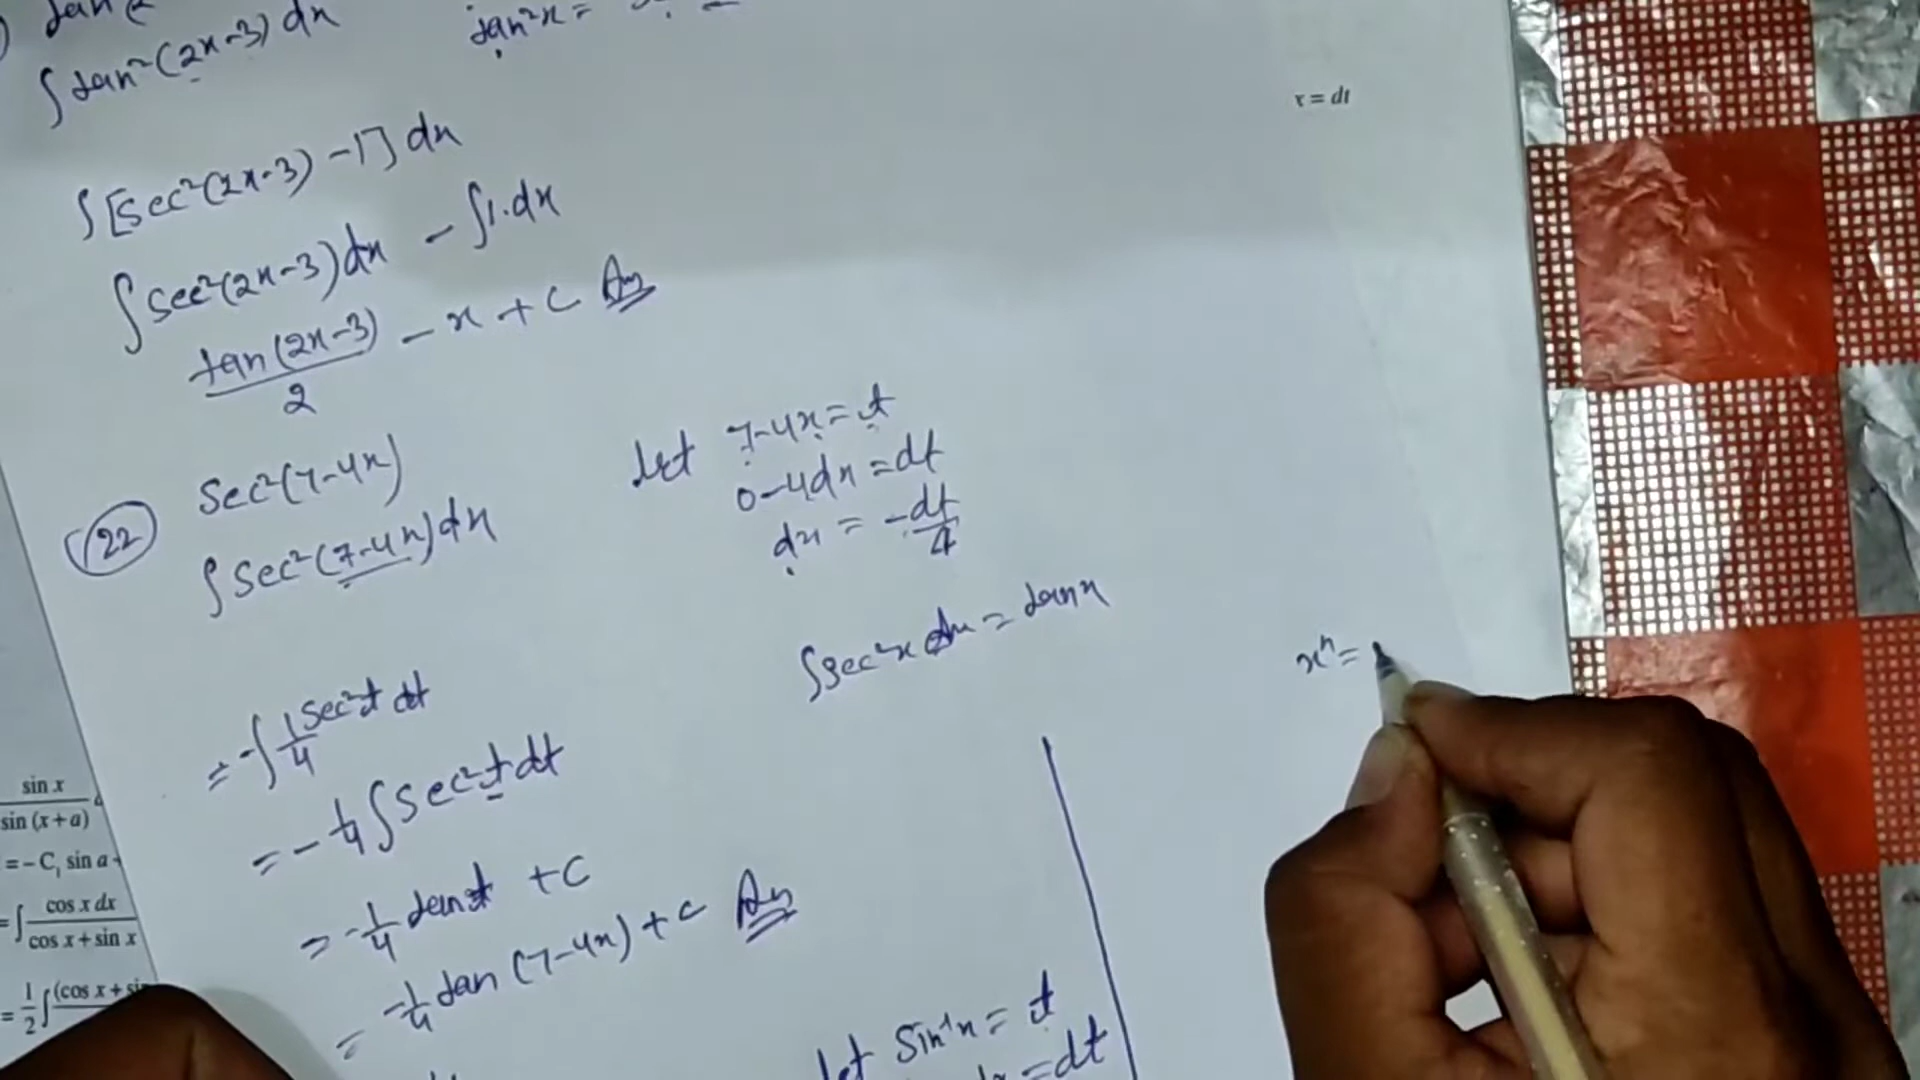 ∫ tan²(2x-3) dx
tan²x =
∫ [sec²(2x-3) -1] dx
∫ sec²(2x-3) dx - ∫1.dx
tan(2x-3)/2 - x + c Ans
(22) sec²(7-4x)
∫ sec²(7-4x) dx
let 7-4x = t
0-4dx = dt
dx = -dt/4
∫sec²x dx = tanx
= -∫ 1/4 sec²t dt
= - 1/4 ∫ sec²t dt
= -1/4 tan t + C
= -1/4 tan (7-4x) + c Ans
let sin⁻¹x = t
= dt
xⁿ =
x = dt
sin x
sin (x + a)
= – C₁ sin a
= ∫ cos x dx
cos x + sin x
= 1/2 ∫ (cos x +